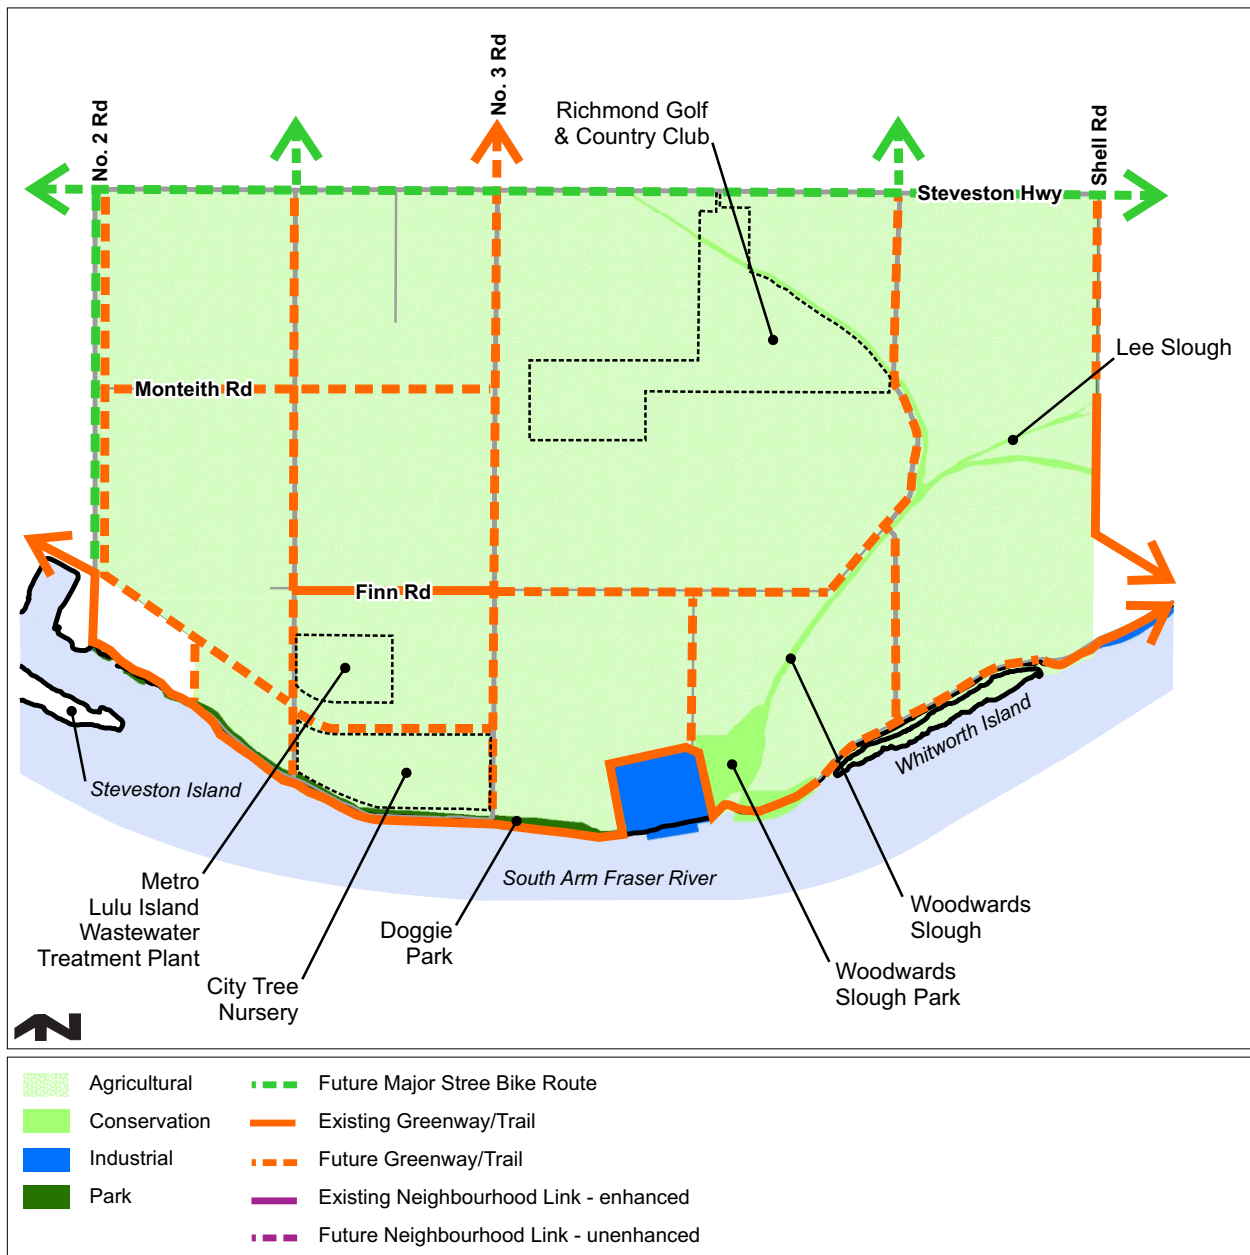 No. 2 Rd
No. 3 Rd
Richmond Golf
& Country Club
Shell Rd
Steveston Hwy
Lee Slough
Monteith Rd
Finn Rd
Whitworth Island
Steveston Island
South Arm Fraser River
Metro
Lulu Island
Wastewater
Treatment Plant
City Tree
Nursery
Doggie
Park
Woodwards
Slough
Woodwards
Slough Park
N
Agricultural
Conservation
Industrial
Park
Future Major Stree Bike Route
Existing Greenway/Trail
Future Greenway/Trail
Existing Neighbourhood Link - enhanced
Future Neighbourhood Link - unenhanced